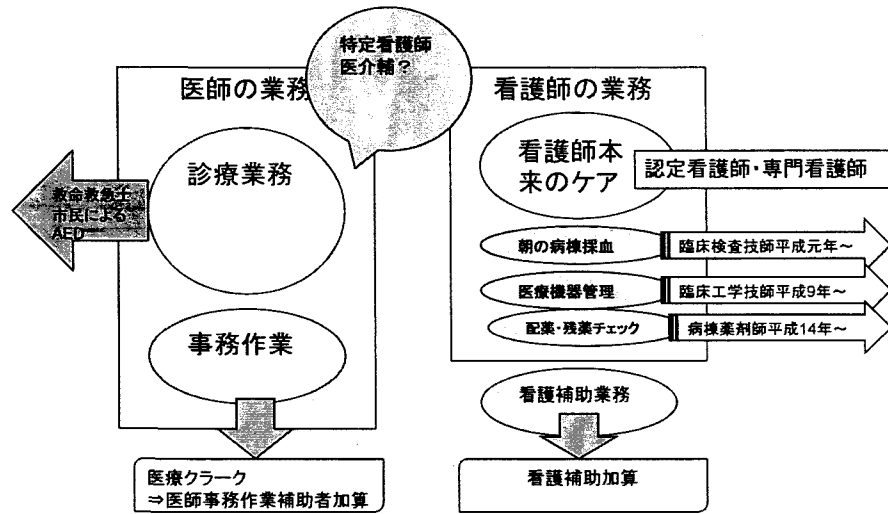 特定看護師
医介輔？
医師の業務
看護師の業務
診療業務
看護師本
来のケア
認定看護師・専門看護師
救命救急士
市民による
AED
朝の病棟採血
臨床検査技師平成元年～
医療機器管理
臨床工学技師平成9年～
配薬・残薬チェック
病棟薬剤師平成14年～
事務作業
看護補助業務
医療クラーク
⇒医師事務作業補助者加算
看護補助加算